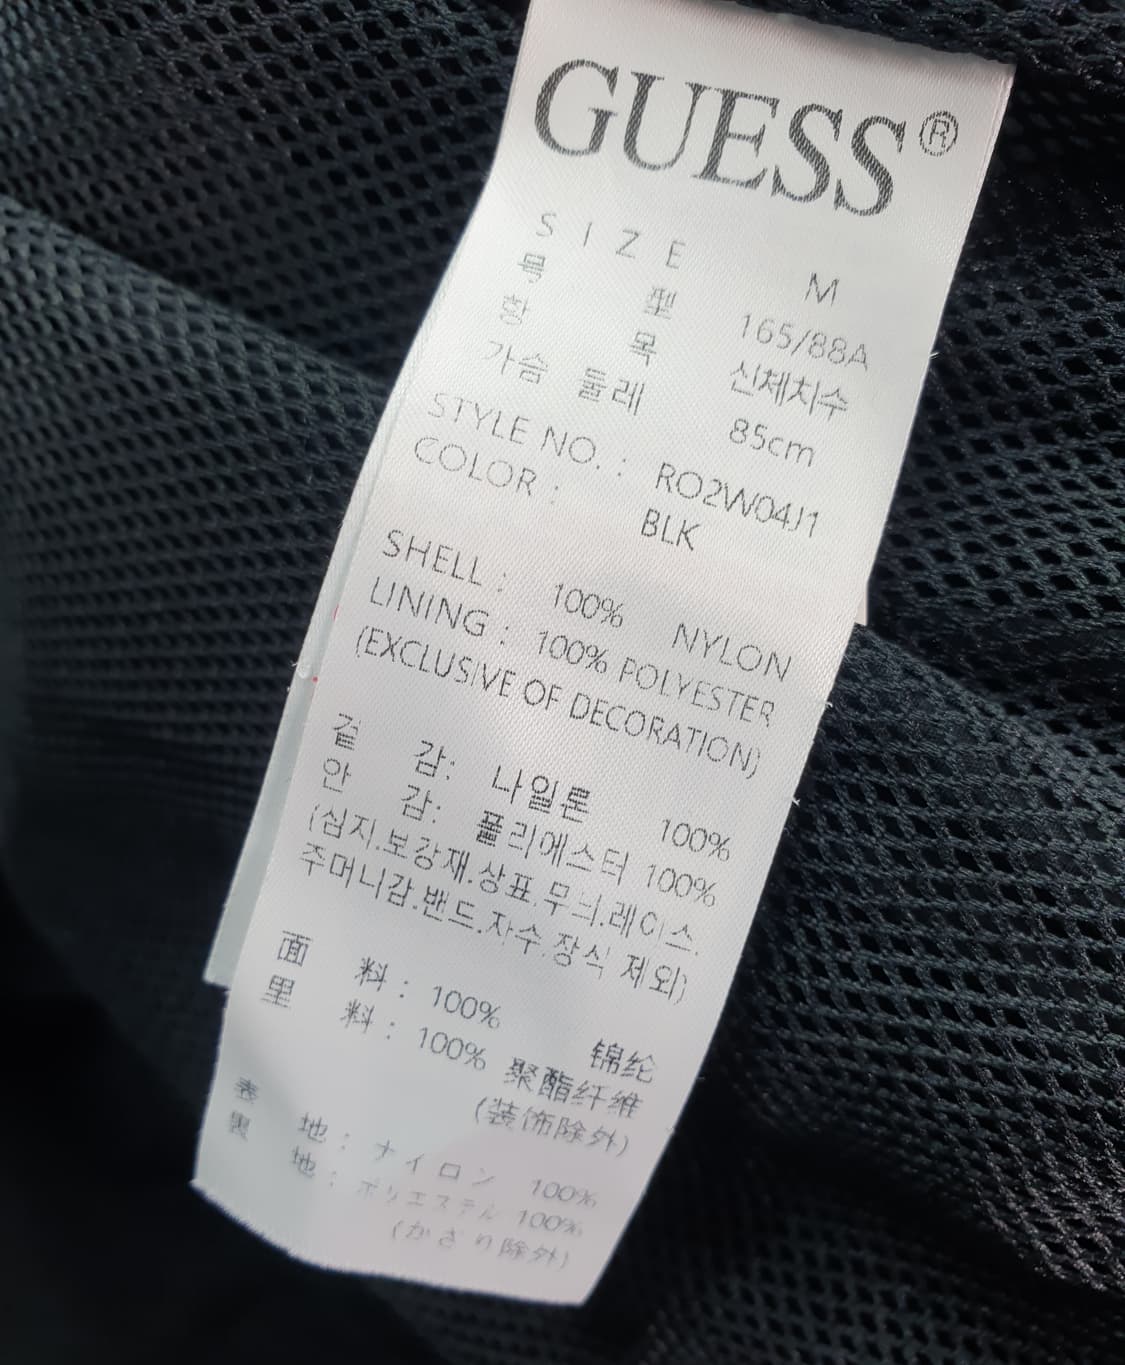 GUESS®
SIZE M
号 型 165/88A
항 목 신체치수
가슴 둘레 85cm
STYLE NO. : RO2W04J1
COLOR : BLK
SHELL : 100% NYLON
LINING : 100% POLYESTER
(EXCLUSIVE OF DECORATION)
겉 감: 나일론 100%
안 감: 폴리에스터 100%
(심지.보강재.상표.무늬.레이스.
주머니감.밴드.자수.장식 제외)
面 料 : 100% 锦纶
里 料 : 100% 聚酯纤维
(装饰除外)
表 地 : ナイロン 100%
裏 地 : ポリエステル 100%
(かざり除外)